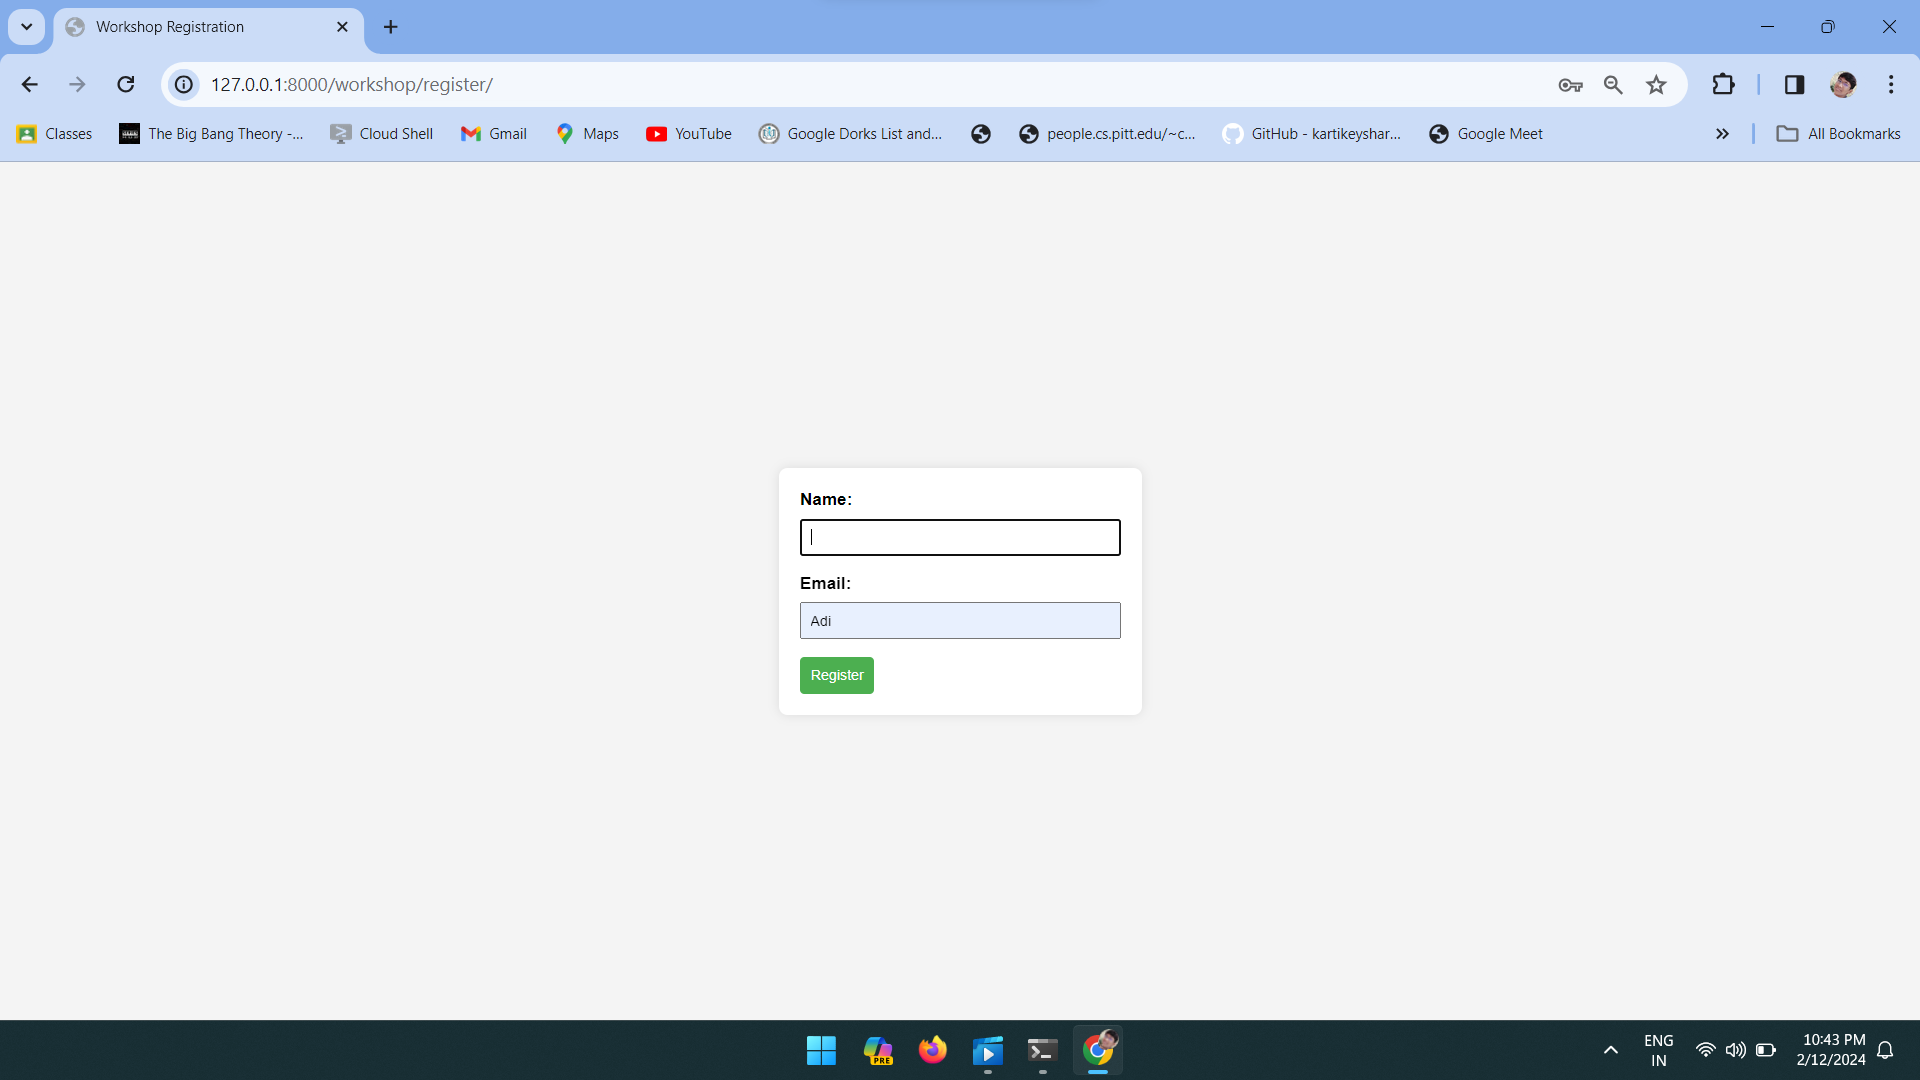 Workshop Registration
127.0.0.1:8000/workshop/register/
Classes The Big Bang Theory -... Cloud Shell Gmail Maps YouTube Google Dorks List and... people.cs.pitt.edu/~c... GitHub - kartikeyshar... Google Meet All Bookmarks
Name:
Email:
Adi
Register
PRE
ENG
IN
10:43 PM
2/12/2024